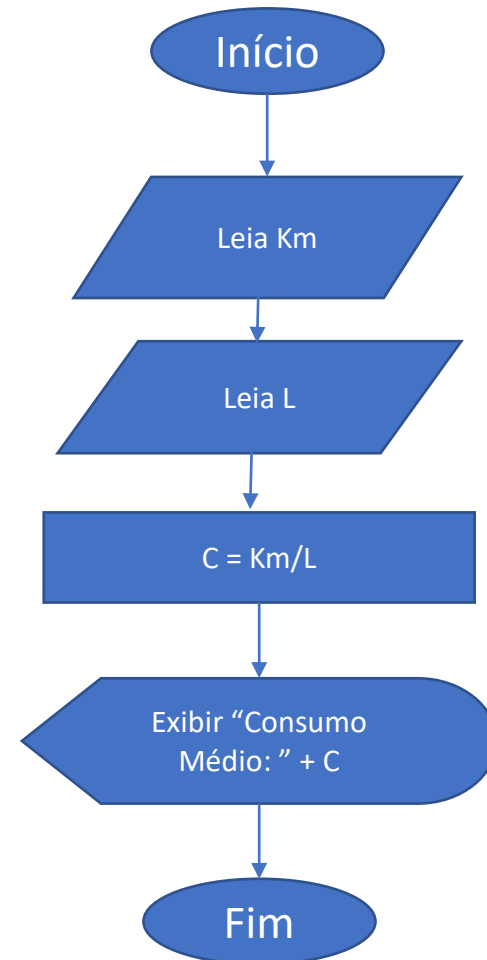 Início
Leia Km
Leia L
C = Km/L
Exibir “Consumo
Médio: ” + C
Fim